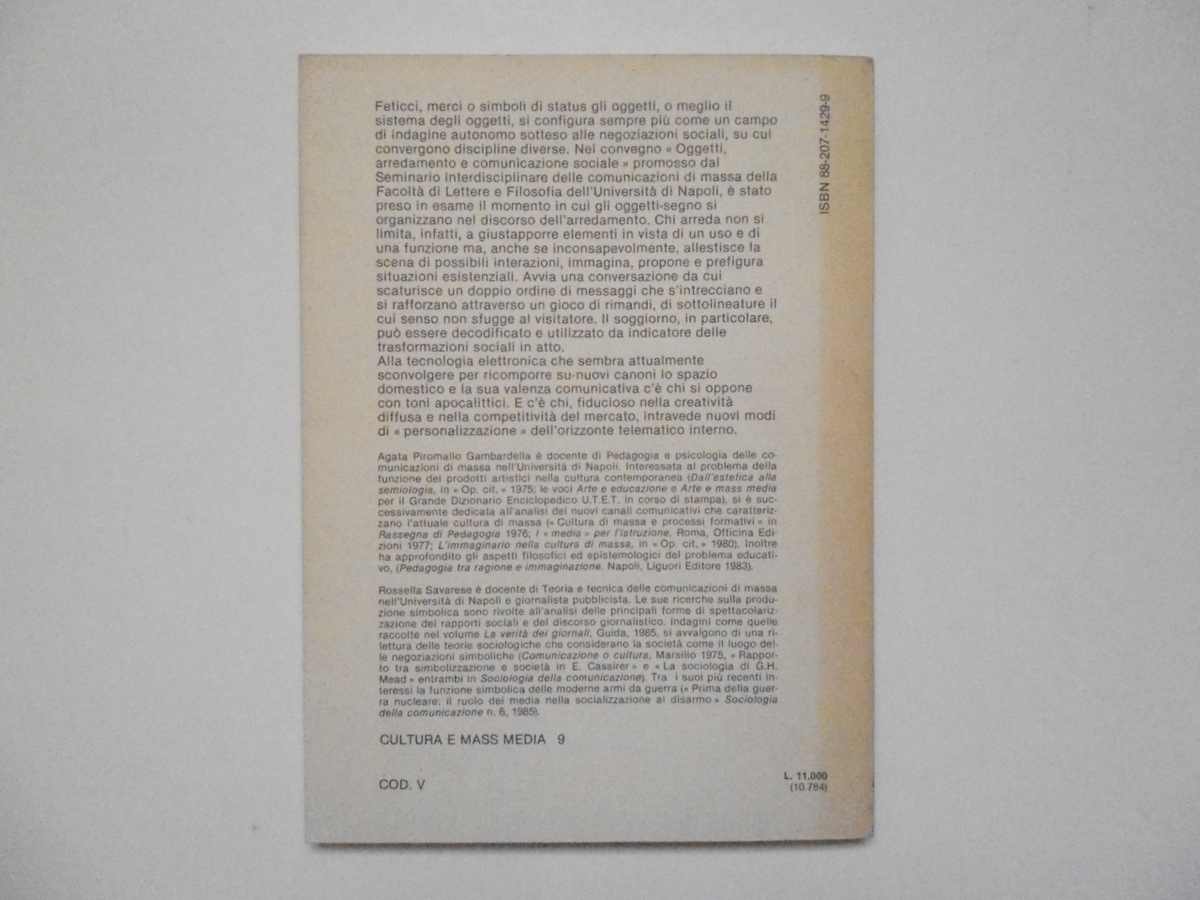 Feticci, merci o simboli di status gli oggetti, o meglio il
sistema degli oggetti, si configura sempre più come un campo
di indagine autonomo sotteso alle negoziazioni sociali, su cui
convergono discipline diverse. Nel convegno « Oggetti,
arredamento e comunicazione sociale » promosso dal
Seminario interdisciplinare delle comunicazioni di massa della
Facoltà di Lettere e Filosofia dell'Università di Napoli, è stato
preso in esame il momento in cui gli oggetti-segno si
organizzano nel discorso dell'arredamento. Chi arreda non si
limita, infatti, a giustapporre elementi in vista di un uso e di
una funzione ma, anche se inconsapevolmente, allestisce la
scena di possibili interazioni, immagina, propone e prefigura
situazioni esistenziali. Avvia una conversazione da cui
scaturisce un doppio ordine di messaggi che s'intrecciano e
si rafforzano attraverso un gioco di rimandi, di sottolineature il
cui senso non sfugge al visitatore. Il soggiorno, in particolare,
può essere decodificato e utilizzato da indicatore delle
trasformazioni sociali in atto.
Alla tecnologia elettronica che sembra attualmente
sconvolgere per ricomporre su-nuovi canoni lo spazio
domestico e la sua valenza comunicativa c'è chi si oppone
con toni apocalittici. E c'è chi, fiducioso nella creatività
diffusa e nella competitività del mercato, intravede nuovi modi
di « personalizzazione » dell'orizzonte telematico interno.
Agata Piromallo Gambardella è docente di Pedagogia e psicologia delle co-
municazioni di massa nell'Università di Napoli. Interessata al problema della
funzione dei prodotti artistici nella cultura contemporanea (Dall'estetica alla
semiologia, in « Op. cit. » 1975; le voci Arte e educazione e Arte e mass media
per il Grande Dizionario Enciclopedico U.T.E.T. in corso di stampa), si è suc-
cessivamente dedicata all'analisi dei nuovi canali comunicativi che caratteriz-
zano l'attuale cultura di massa (« Cultura di massa e processi formativi » in
Rassegna di Pedagogia 1976; I « media » per l'istruzione, Roma, Officina Edi-
zioni 1977; L'immaginario nella cultura di massa, in « Op. cit. » 1980). Inoltre
ha approfondito gli aspetti filosofici ed epistemologici del problema educati-
vo, (Pedagogia tra ragione e immaginazione. Napoli, Liguori Editore 1983).
Rossella Savarese è docente di Teoria e tecnica delle comunicazioni di massa
nell'Università di Napoli e giornalista pubblicista. Le sue ricerche sulla produ-
zione simbolica sono rivolte all'analisi delle principali forme di spettacolariz-
zazione dei rapporti sociali e del discorso giornalistico. Indagini come quelle
raccolte nel volume La verità dei giornali, Guida, 1985, si avvalgono di una ri-
lettura delle teorie sociologiche che considerano la società come il luogo del-
le negoziazioni simboliche (Comunicazione o cultura, Marsilio 1975, « Rappor-
to tra simbolizzazione e società in E. Cassirer » e « La sociologia di G.H.
Mead » entrambi in Sociologia della comunicazione). Tra i suoi più recenti in-
teressi la funzione simbolica delle moderne armi da guerra (« Prima della guer-
ra nucleare: il ruolo dei media nella socializzazione al disarmo » Sociologia
della comunicazione n. 6, 1985).
CULTURA E MASS MEDIA 9
COD. V
L. 11.000
(10.784)
ISBN 88-207-1429-9